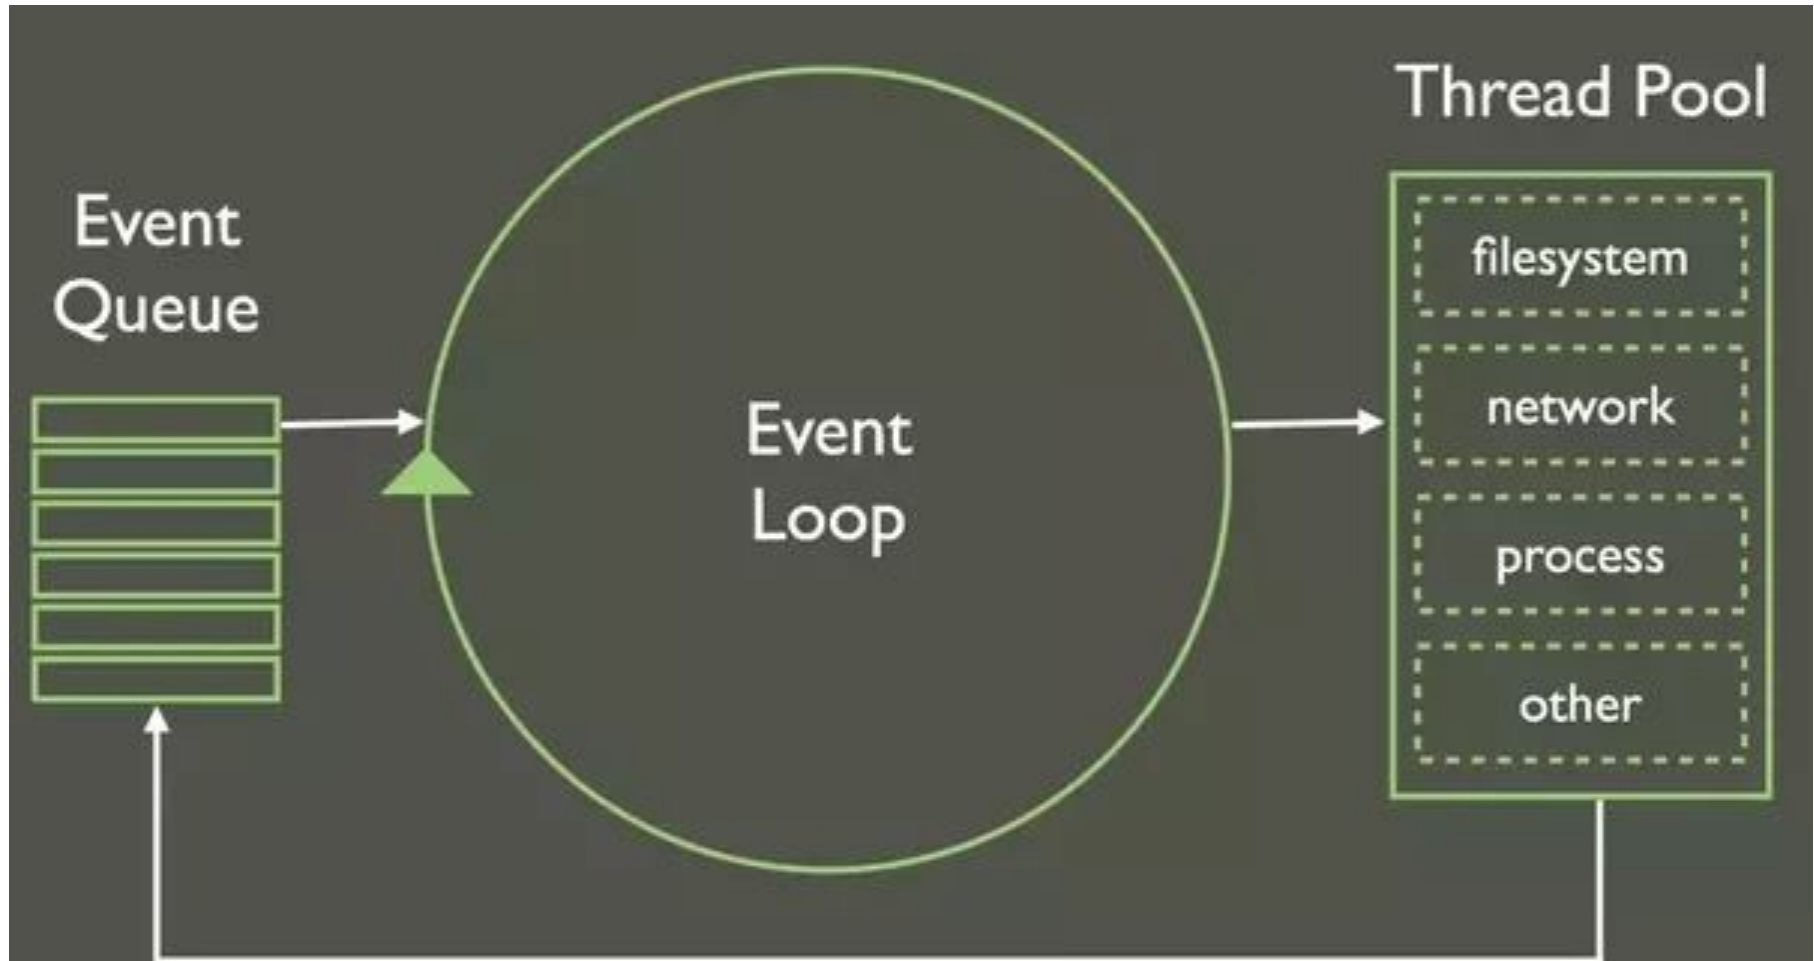 Event
Queue
Event
Loop
Thread Pool
filesystem
network
process
other